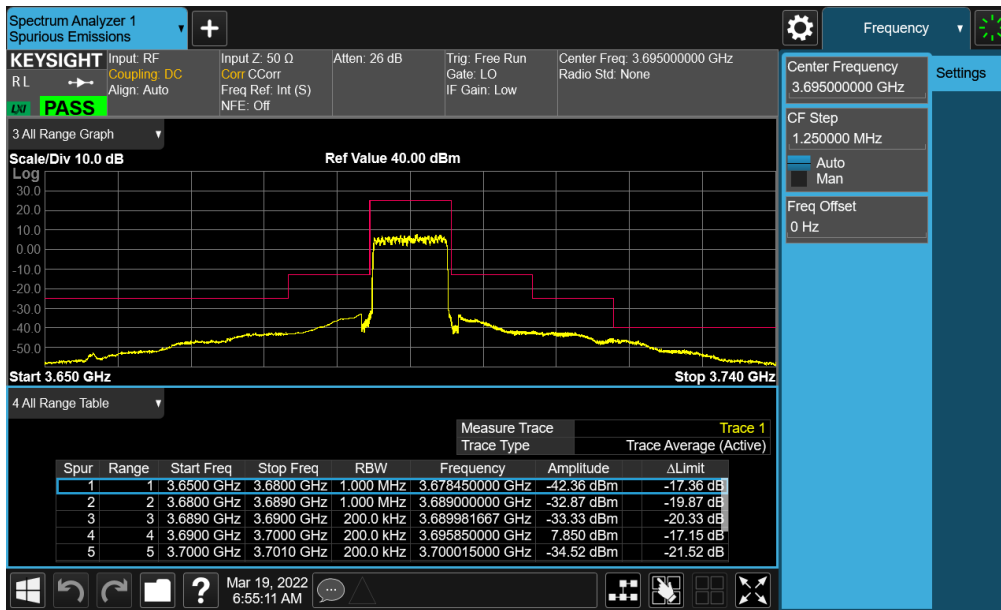 Spectrum Analyzer 1
Spurious Emissions
+
Frequency
KEYSIGHT
R L
LXI
PASS
Input: RF
Coupling: DC
Align: Auto
Input Z: 50 Ω
Corr CCorr
Freq Ref: Int (S)
NFE: Off
Atten: 26 dB
Trig: Free Run
Gate: LO
IF Gain: Low
Center Freq: 3.695000000 GHz
Radio Std: None
Center Frequency
3.695000000 GHz
Settings
CF Step
1.250000 MHz
Auto
Man
Freq Offset
0 Hz
3 All Range Graph
Scale/Div 10.0 dB
Ref Value 40.00 dBm
Log
30.0
20.0
10.0
0.00
-10.0
-20.0
-30.0
-40.0
-50.0
Start 3.650 GHz
Stop 3.740 GHz
4 All Range Table
Measure Trace Trace 1
Trace Type Trace Average (Active)
Spur Range Start Freq Stop Freq RBW Frequency Amplitude ΔLimit
1 1 3.6500 GHz 3.6800 GHz 1.000 MHz 3.678450000 GHz -42.36 dBm -17.36 dB
2 2 3.6800 GHz 3.6890 GHz 1.000 MHz 3.689000000 GHz -32.87 dBm -19.87 dB
3 3 3.6890 GHz 3.6900 GHz 200.0 kHz 3.689981667 GHz -33.33 dBm -20.33 dB
4 4 3.6900 GHz 3.7000 GHz 200.0 kHz 3.695850000 GHz 7.850 dBm -17.15 dB
5 5 3.7000 GHz 3.7010 GHz 200.0 kHz 3.700015000 GHz -34.52 dBm -21.52 dB
?
Mar 19, 2022
6:55:11 AM